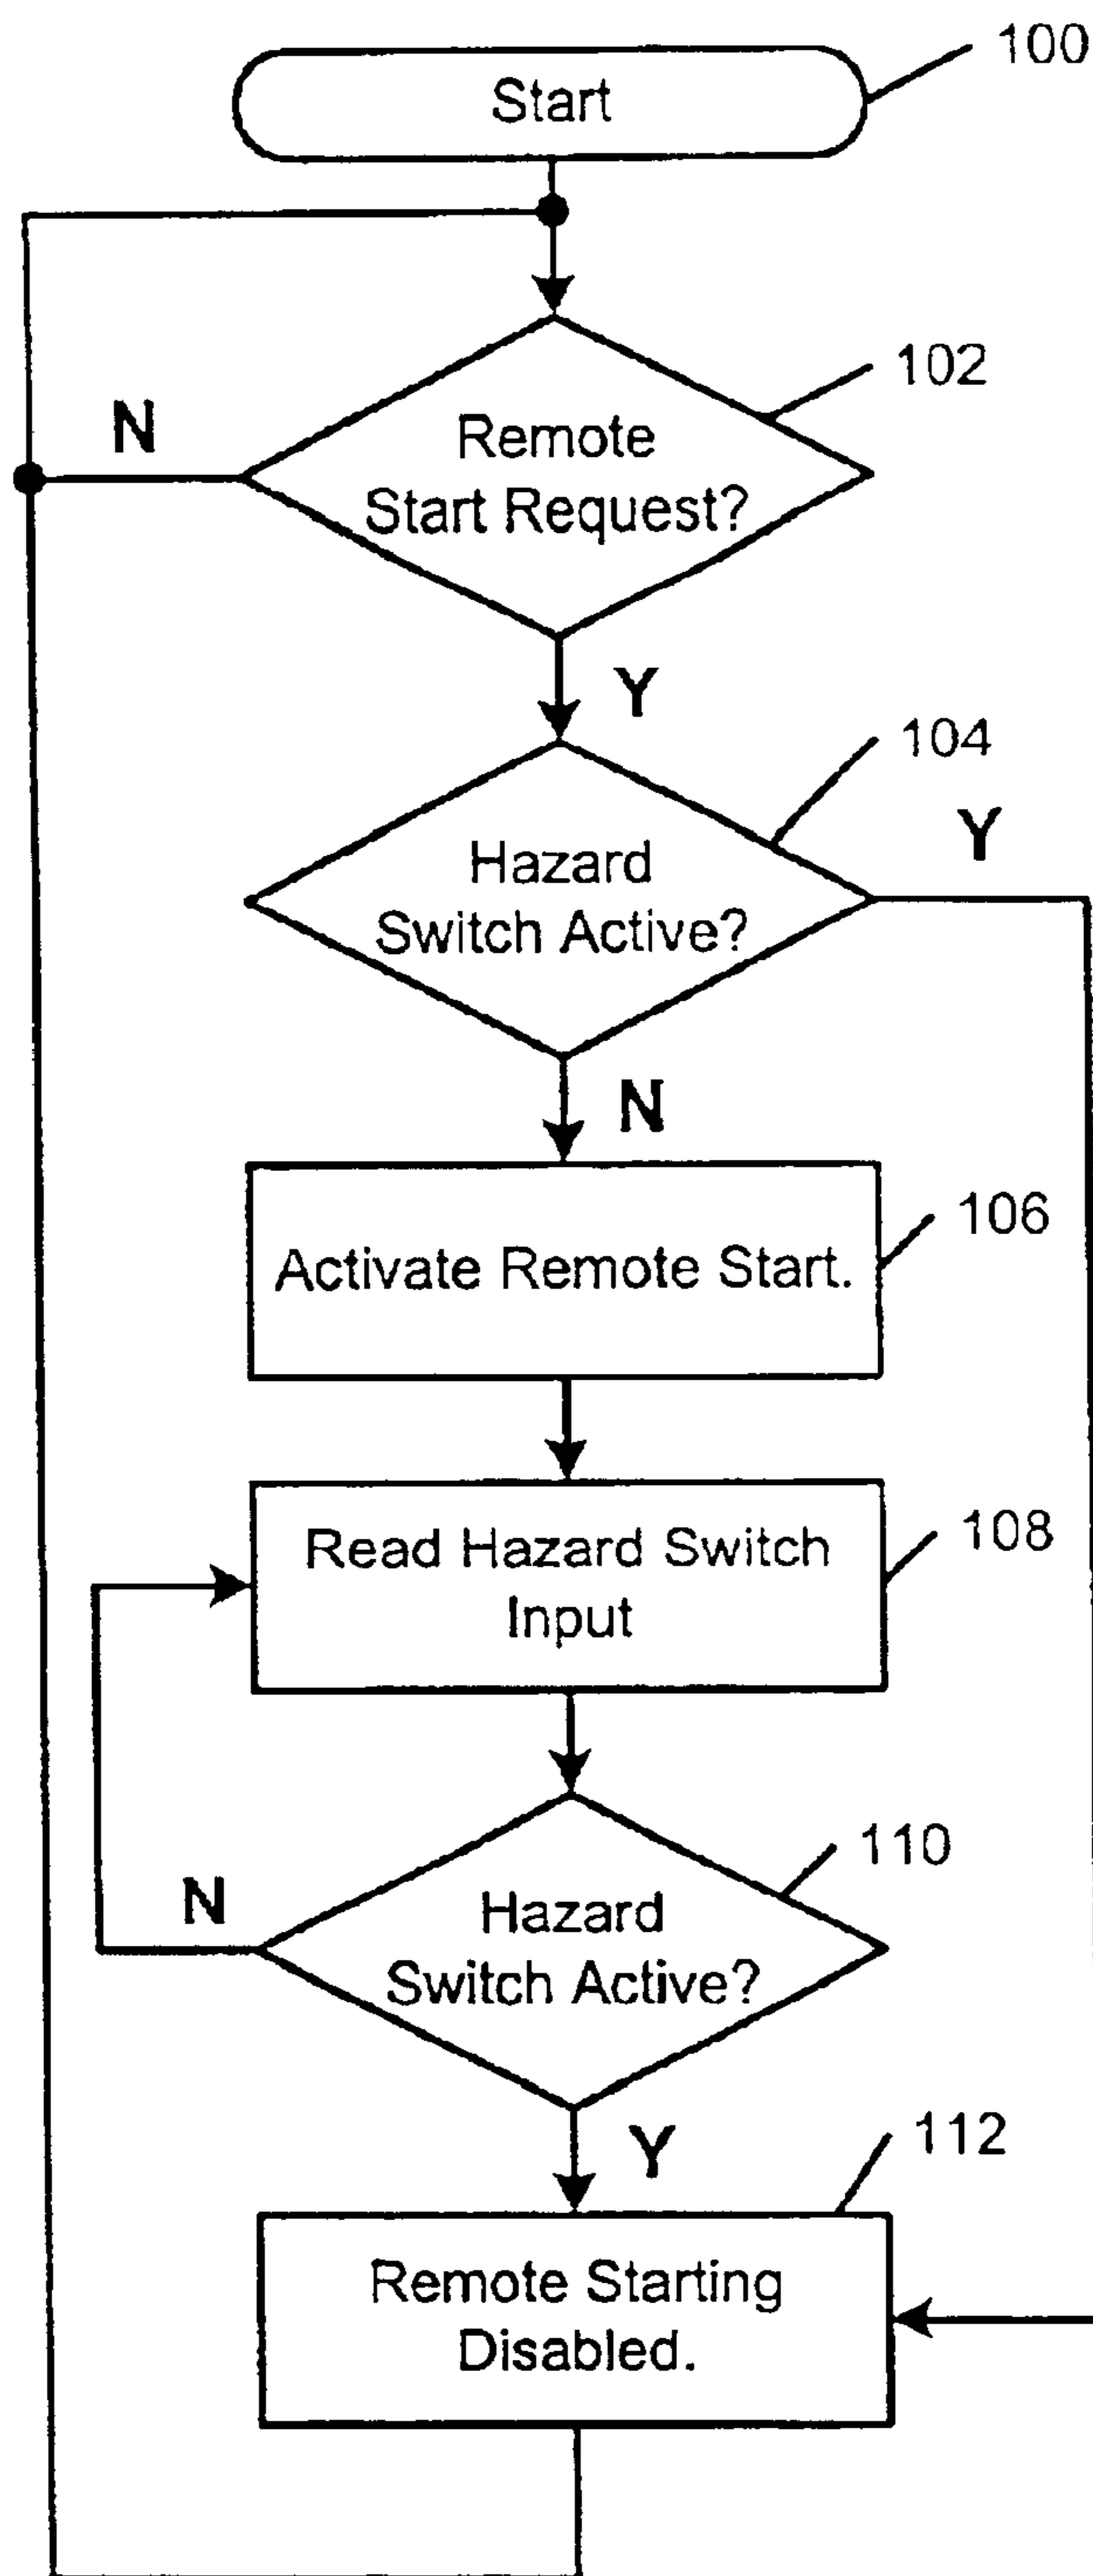 100
Start
102
N
Remote
Start Request?
Y
104
Y
Hazard
Switch Active?
N
106
Activate Remote Start.
108
Read Hazard Switch
Input
110
N
Hazard
Switch Active?
Y
112
Remote Starting
Disabled.